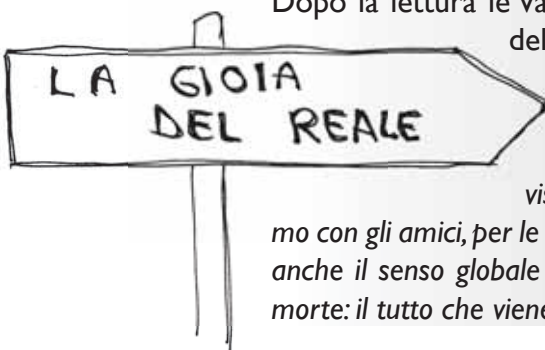 Dopo la lettura le va
del
LA GIOIA
DEL REALE
vis
mo con gli amici, per le
anche il senso globale
morte: il tutto che viene